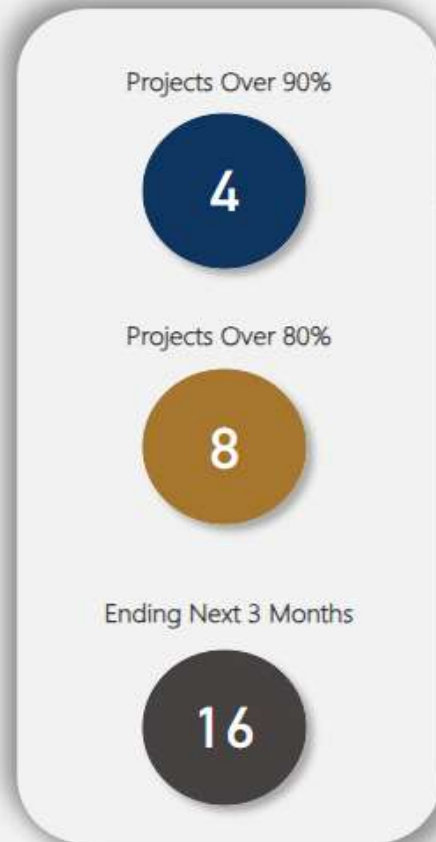 Projects Over 90%
4
Projects Over 80%
8
Ending Next 3 Months
16